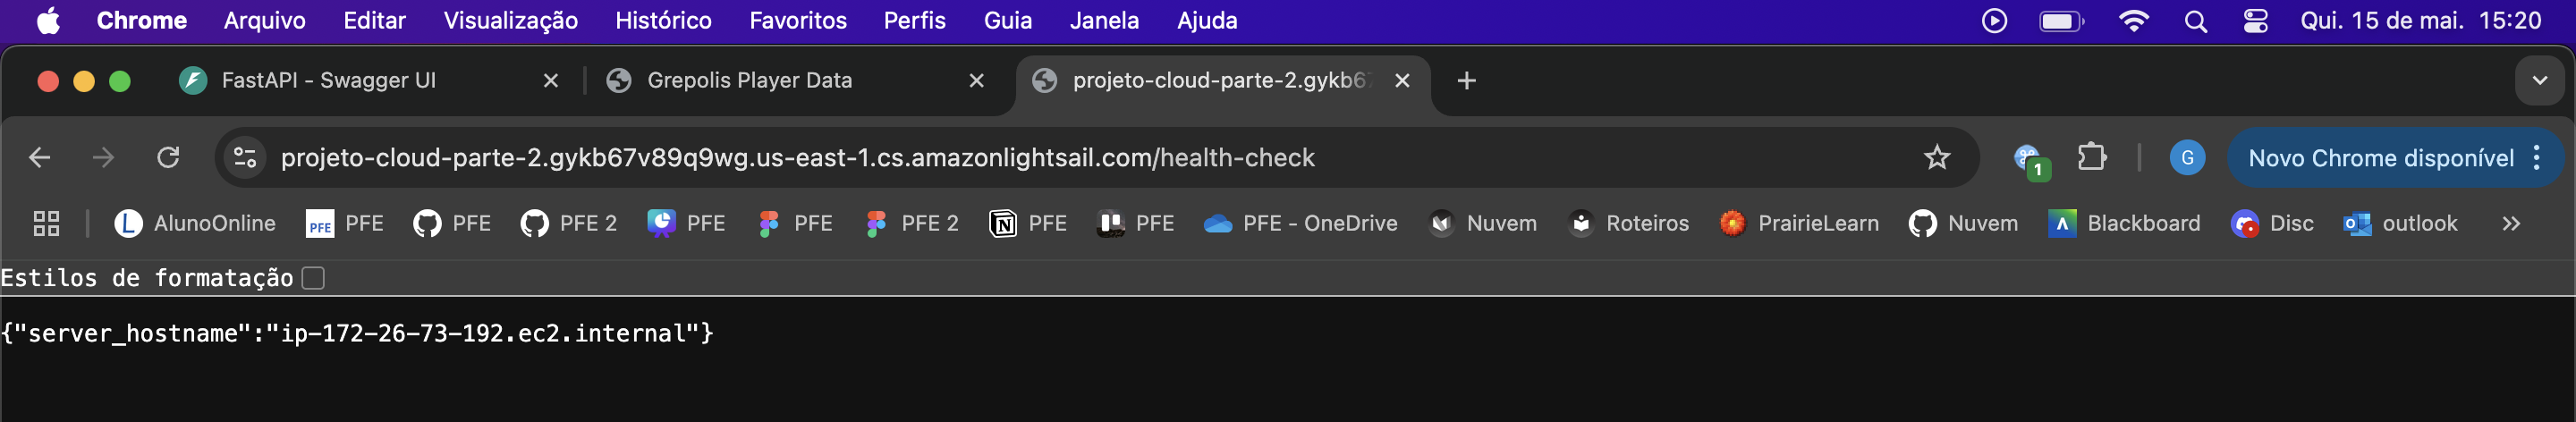 Chrome Arquivo Editar Visualização Histórico Favoritos Perfis Guia Janela Ajuda Qui. 15 de mai. 15:20
FastAPI - Swagger UI Grepolis Player Data projeto-cloud-parte-2.gykb67
projeto-cloud-parte-2.gykb67v89q9wg.us-east-1.cs.amazonlightsail.com/health-check 1 G Novo Chrome disponível
L AlunoOnline PFE PFE PFE PFE 2 PFE PFE PFE 2 PFE PFE PFE - OneDrive Nuvem Roteiros PrairieLearn Nuvem Blackboard Disc outlook
Estilos de formatação
{"server_hostname":"ip-172-26-73-192.ec2.internal"}